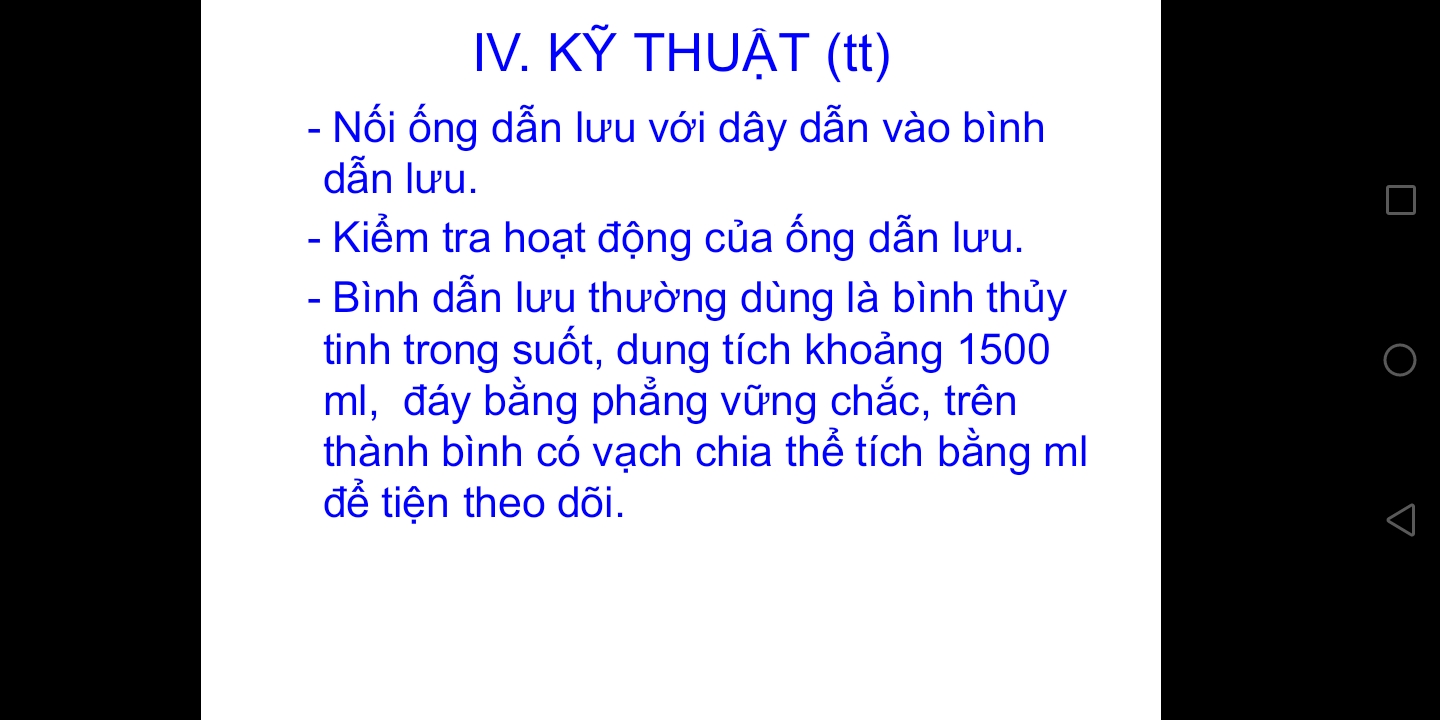 IV. KỸ THUẬT (tt)
- Nối ống dẫn lưu với dây dẫn vào bình
dẫn lưu.
- Kiểm tra hoạt động của ống dẫn lưu.
- Bình dẫn lưu thường dùng là bình thủy
tinh trong suốt, dung tích khoảng 1500
ml,  đáy bằng phẳng vững chắc, trên
thành bình có vạch chia thể tích bằng ml
để tiện theo dõi.